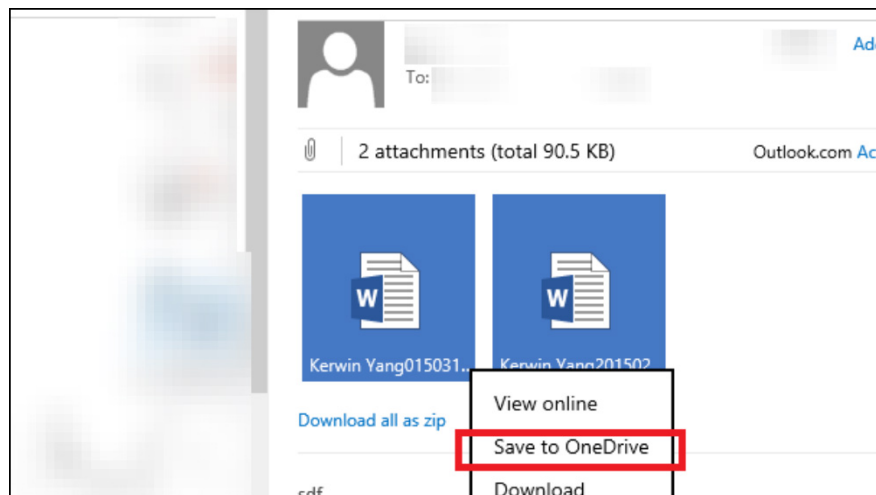 Ad
To:
2 attachments (total 90.5 KB)
Outlook.com Ac
W
W
Kerwin Yang015031...
Kerwin Yang201502
View online
Download all as zip
Save to OneDrive
Download
sdf